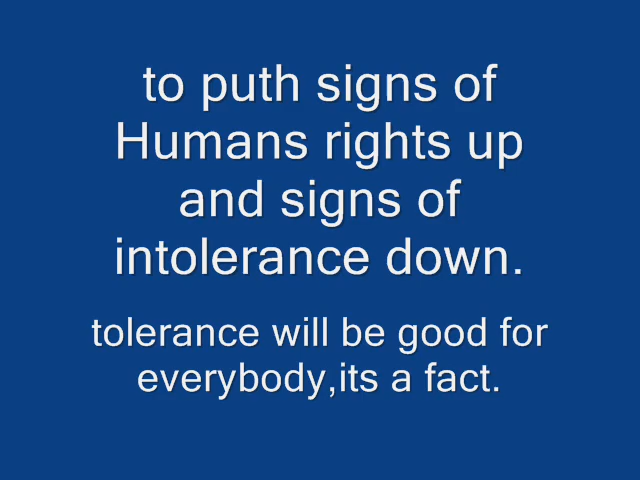 to puth signs of
Humans rights up
and signs of
intolerance down.
tolerance will be good for
everybody,its a fact.